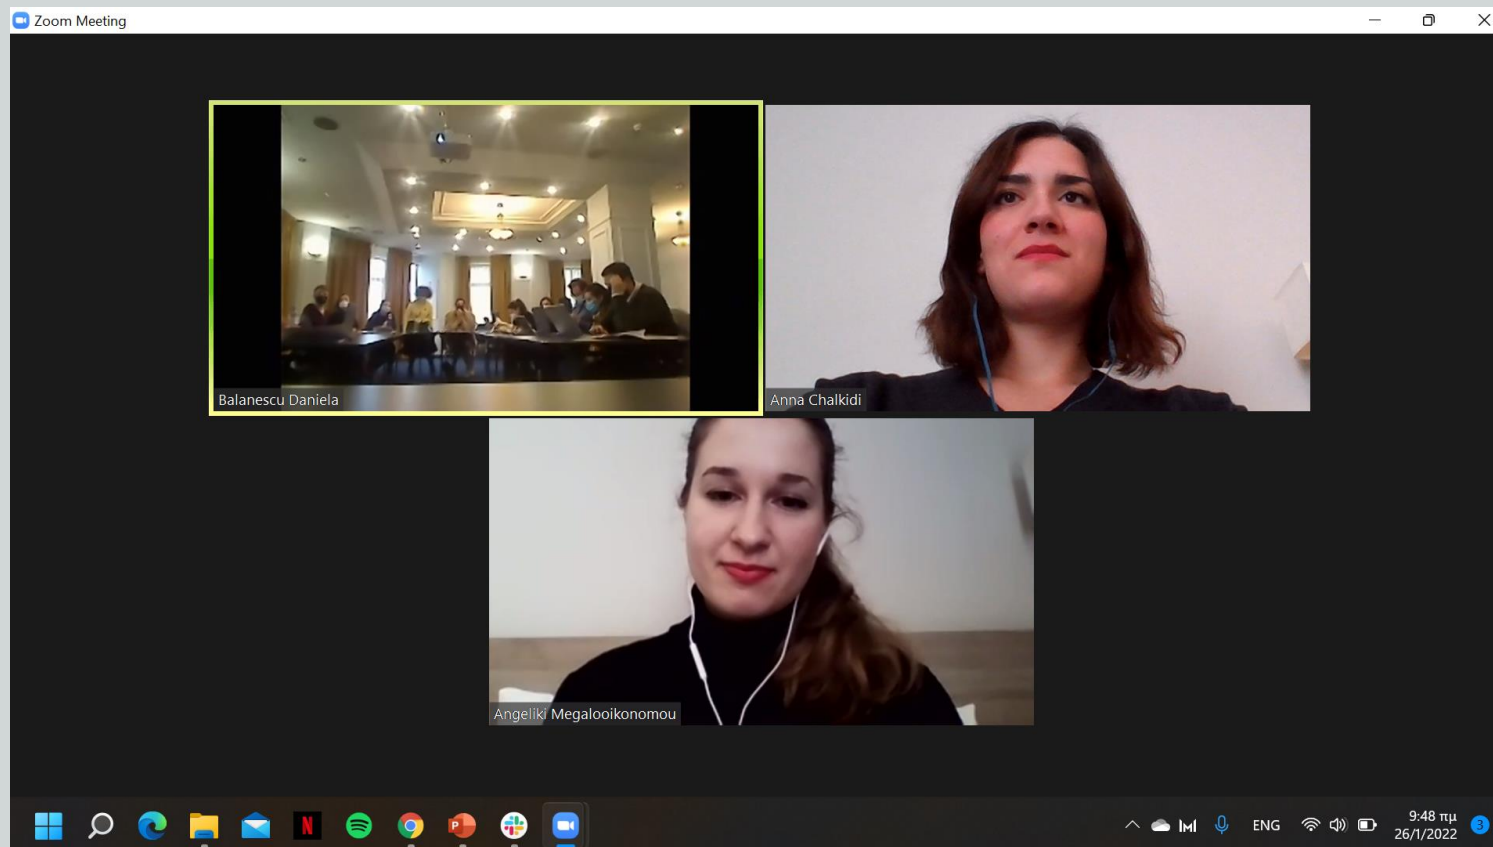 Zoom Meeting
Balanescu Daniela
Anna Chalkidi
Angeliki Megalooikonomou
N
P
ENG
9:48 πμ
26/1/2022
3